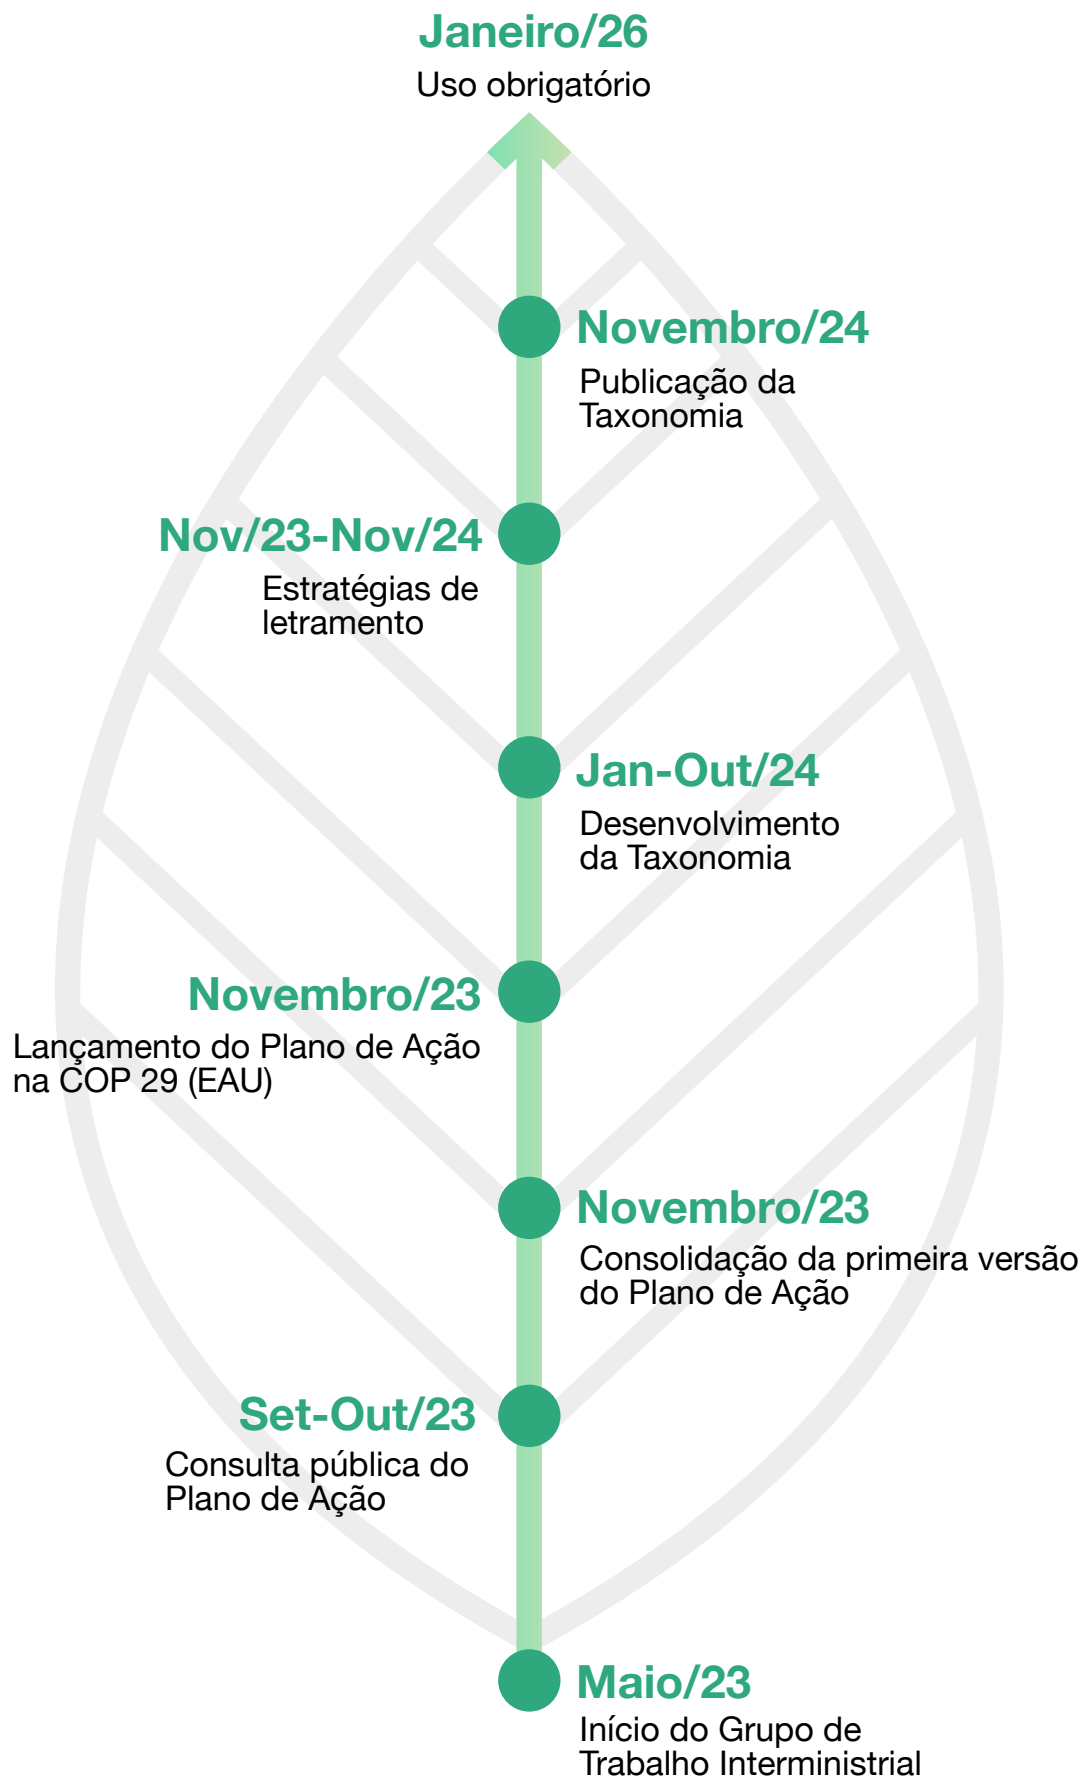 Janeiro/26
Uso obrigatório
Novembro/24
Publicação da
Taxonomia
Nov/23-Nov/24
Estratégias de
letramento
Jan-Out/24
Desenvolvimento
da Taxonomia
Novembro/23
Lançamento do Plano de Ação
na COP 29 (EAU)
Novembro/23
Consolidação da primeira versão
do Plano de Ação
Set-Out/23
Consulta pública do
Plano de Ação
Maio/23
Início do Grupo de
Trabalho Interministrial